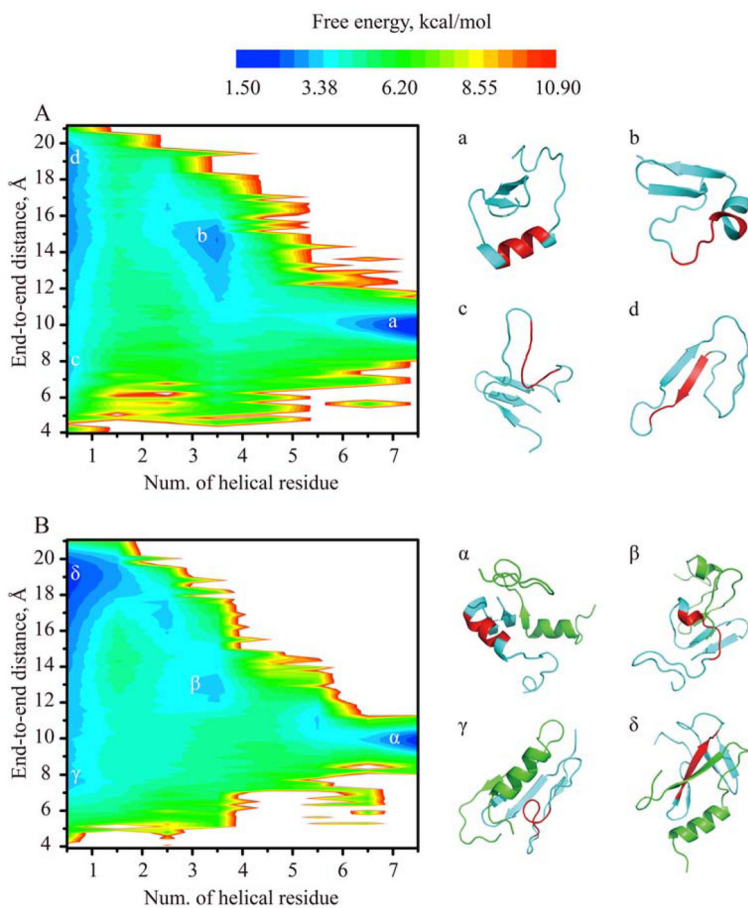 Free energy, kcal/mol
1.50 3.38 6.20 8.55 10.90
A
End-to-end distance, Å
20
18
16
14
12
10
8
6
4
d
b
a
c
1 2 3 4 5 6 7
Num. of helical residue
a
b
c
d
B
End-to-end distance, Å
20
18
16
14
12
10
8
6
4
δ
β
α
γ
1 2 3 4 5 6 7
Num. of helical residue
α
β
γ
δ